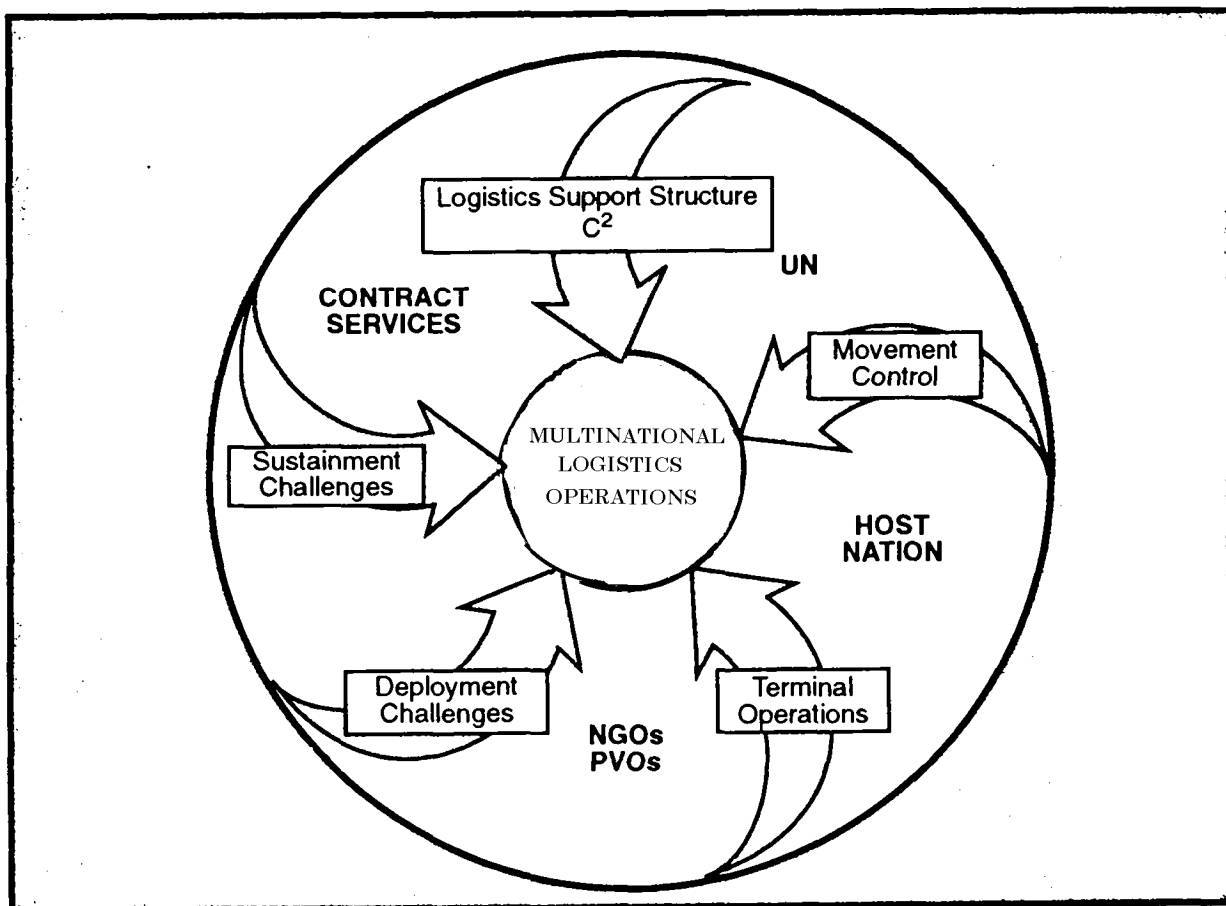 Logistics Support Structure
C²
UN
CONTRACT
SERVICES
Movement
Control
MULTINATIONAL
LOGISTICS
OPERATIONS
Sustainment
Challenges
HOST
NATION
Deployment
Challenges
Terminal
Operations
NGOs
PVOs